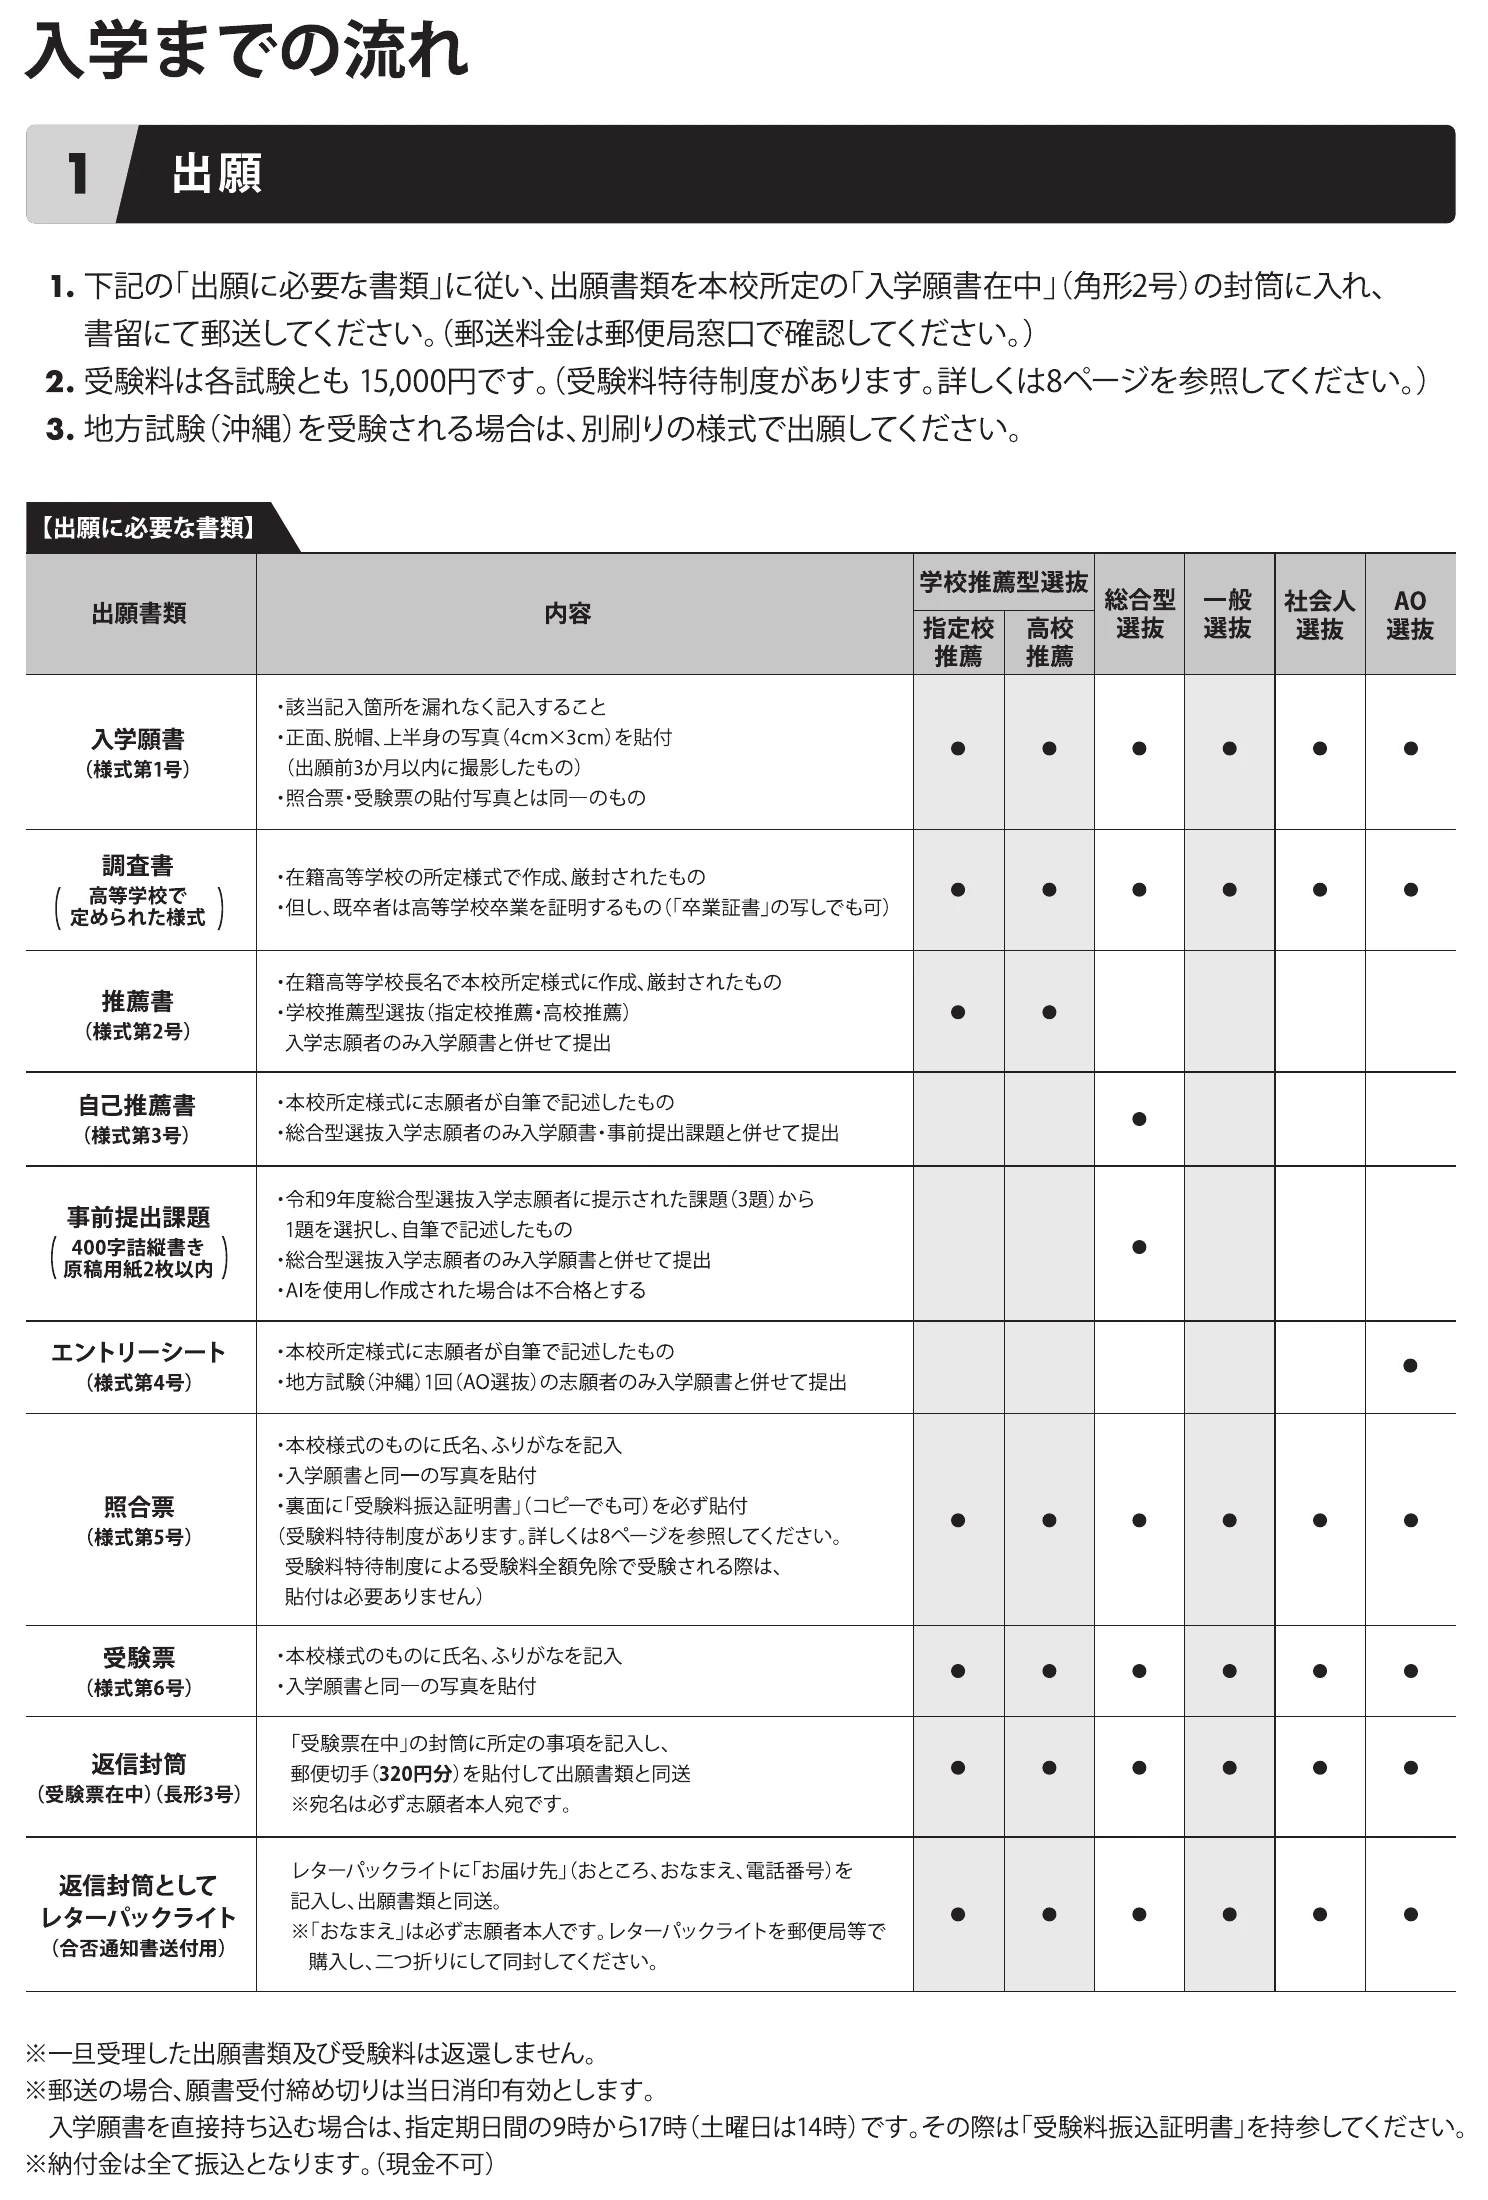 入学までの流れ
1 出願
1. 下記の「出願に必要な書類」に従い、出願書類を本校所定の「入学願書在中」（角形2号）の封筒に入れ、
書留にて郵送してください。（郵送料金は郵便局窓口で確認してください。）
2. 受験料は各試験とも 15,000円です。（受験料特待制度があります。詳しくは8ページを参照してください。）
3. 地方試験（沖縄）を受験される場合は、別刷りの様式で出願してください。
【出願に必要な書類】
出願書類
内容
学校推薦型選抜
指定校
推薦
高校
推薦
総合型
選抜
一般
選抜
社会人
選抜
AO
選抜
入学願書
（様式第1号）
・該当記入箇所を漏れなく記入すること
・正面、脱帽、上半身の写真（4cm×3cm）を貼付
（出願前3か月以内に撮影したもの）
・照合票・受験票の貼付写真とは同一のもの
● ● ● ● ● ●
調査書
（高等学校で
定められた様式）
・在籍高等学校の所定様式で作成、厳封されたもの
・但し、既卒者は高等学校卒業を証明するもの（「卒業証書」の写しでも可）
● ● ● ● ● ●
推薦書
（様式第2号）
・在籍高等学校長名で本校所定様式に作成、厳封されたもの
・学校推薦型選抜（指定校推薦・高校推薦）
入学志願者のみ入学願書と併せて提出
● ●
自己推薦書
（様式第3号）
・本校所定様式に志願者が自筆で記述したもの
・総合型選抜入学志願者のみ入学願書・事前提出課題と併せて提出
●
事前提出課題
（400字詰縦書き
原稿用紙2枚以内）
・令和9年度総合型選抜入学志願者に提示された課題（3題）から
1題を選択し、自筆で記述したもの
・総合型選抜入学志願者のみ入学願書と併せて提出
・AIを使用し作成された場合は不合格とする
●
エントリーシート
（様式第4号）
・本校所定様式に志願者が自筆で記述したもの
・地方試験（沖縄）1回（AO選抜）の志願者のみ入学願書と併せて提出
●
照合票
（様式第5号）
・本校様式のものに氏名、ふりがなを記入
・入学願書と同一の写真を貼付
・裏面に「受験料振込証明書」（コピーでも可）を必ず貼付
（受験料特待制度があります。詳しくは8ページを参照してください。
受験料特待制度による受験料全額免除で受験される際は、
貼付は必要ありません）
● ● ● ● ● ●
受験票
（様式第6号）
・本校様式のものに氏名、ふりがなを記入
・入学願書と同一の写真を貼付
● ● ● ● ● ●
返信封筒
（受験票在中）（長形3号）
「受験票在中」の封筒に所定の事項を記入し、
郵便切手（320円分）を貼付して出願書類と同送
※宛名は必ず志願者本人宛です。
● ● ● ● ● ●
返信封筒として
レターパックライト
（合否通知書送付用）
レターパックライトに「お届け先」（おところ、おなまえ、電話番号）を
記入し、出願書類と同送。
※「おなまえ」は必ず志願者本人です。レターパックライトを郵便局等で
購入し、二つ折りにして同封してください。
● ● ● ● ● ●
※一旦受理した出願書類及び受験料は返還しません。
※郵送の場合、願書受付締め切りは当日消印有効とします。
入学願書を直接持ち込む場合は、指定期日間の9時から17時（土曜日は14時）です。その際は「受験料振込証明書」を持参してください。
※納付金は全て振込となります。（現金不可）